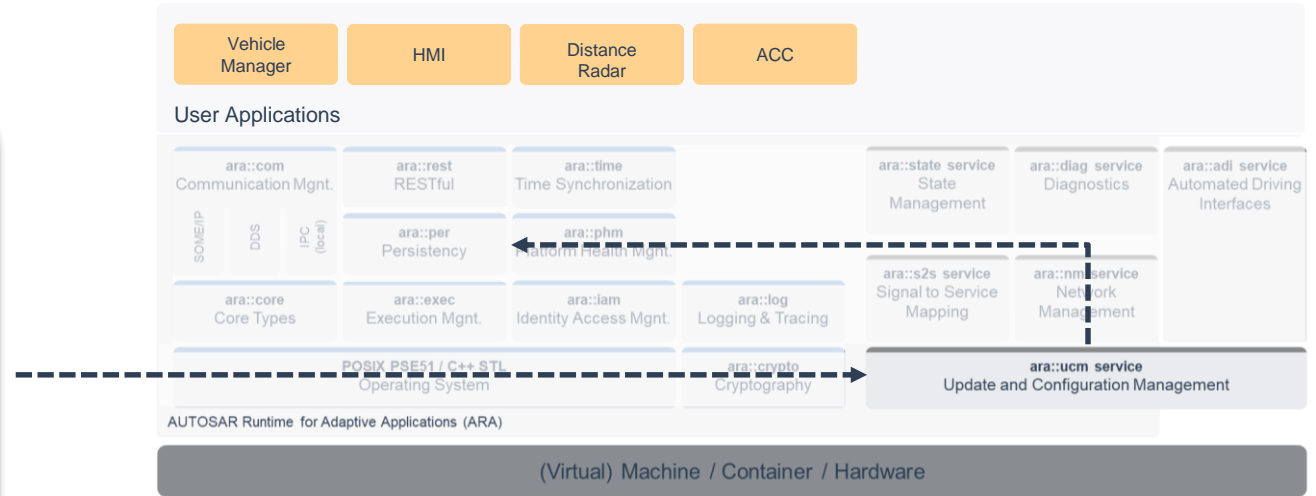 Vehicle
Manager
HMI
Distance
Radar
ACC
User Applications
ara::com
Communication Mgnt.
SOME/IP
DDS
IPC
(local)
ara::rest
RESTful
ara::time
Time Synchronization
ara::per
Persistency
ara::phm
Platform Health Mgnt.
ara::core
Core Types
ara::exec
Execution Mgnt.
ara::iam
Identity Access Mgnt.
ara::log
Logging & Tracing
POSIX PSE51 / C++ STL
Operating System
ara::crypto
Cryptography
ara::state service
State
Management
ara::diag service
Diagnostics
ara::adi service
Automated Driving
Interfaces
ara::s2s service
Signal to Service
Mapping
ara::nm service
Network
Management
ara::ucm service
Update and Configuration Management
AUTOSAR Runtime for Adaptive Applications (ARA)
(Virtual) Machine / Container / Hardware